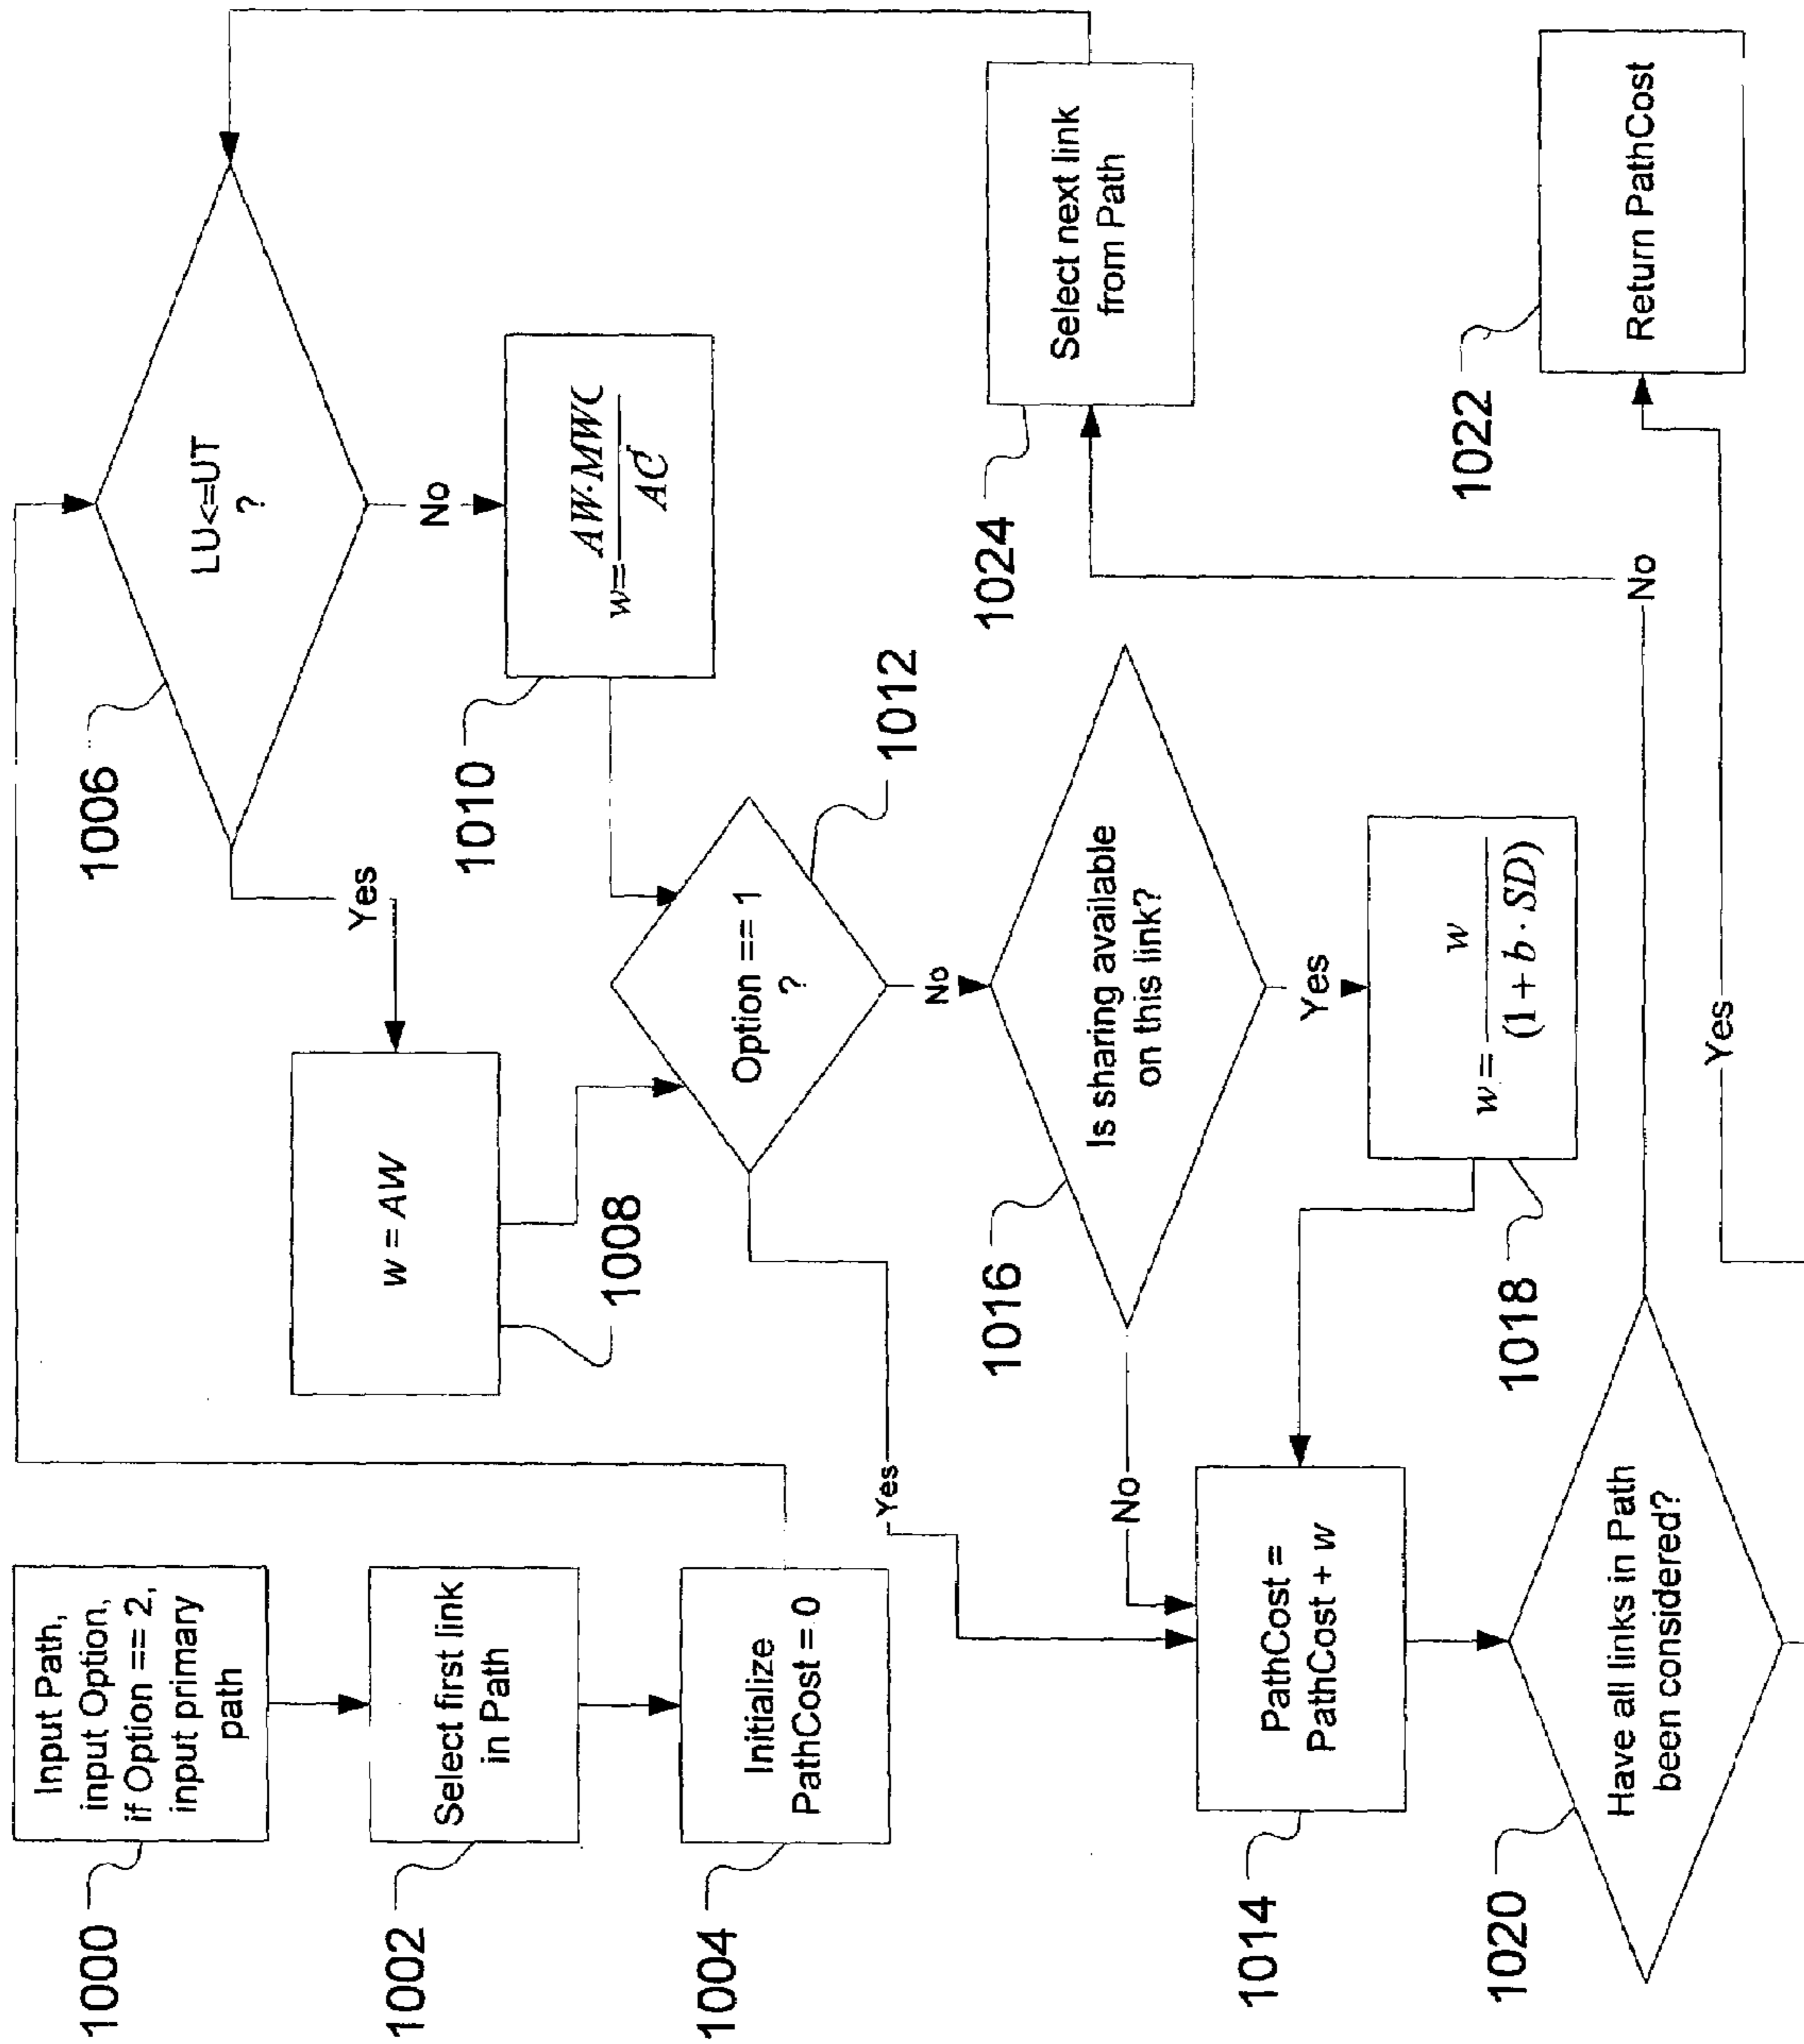 1000
Input Path,
input Option,
if Option == 2,
input primary
path
1002
Select first link
in Path
1004
Initialize
PathCost = 0
1006
LU<=UT
?
Yes
No
w = AW
1008
1010
w= AW·MWC
AC
1012
Option == 1
?
Yes
No
1016
Is sharing available
on this link?
No
Yes
1018
w = w
(1 + b · SD)
1014
PathCost =
PathCost + w
1020
Have all links in Path
been considered?
No
Yes
1024
Select next link
from Path
1022
Return PathCost